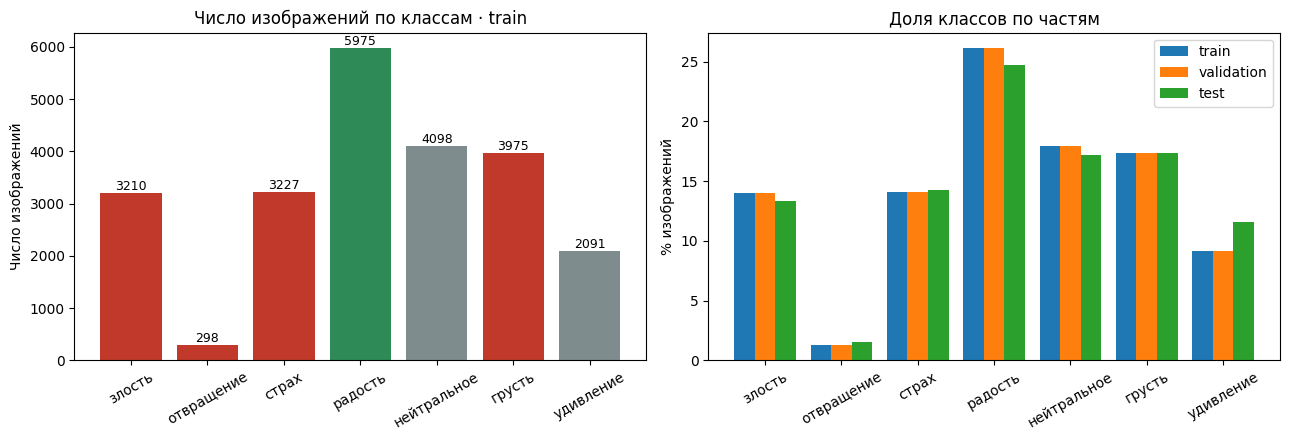 Число изображений по классам · train
Число изображений
6000
5000
4000
3000
2000
1000
0
3210
298
3227
5975
4098
3975
2091
злость
отвращение
страх
радость
нейтральное
грусть
удивление
Доля классов по частям
% изображений
25
20
15
10
5
0
train
validation
test
злость
отвращение
страх
радость
нейтральное
грусть
удивление